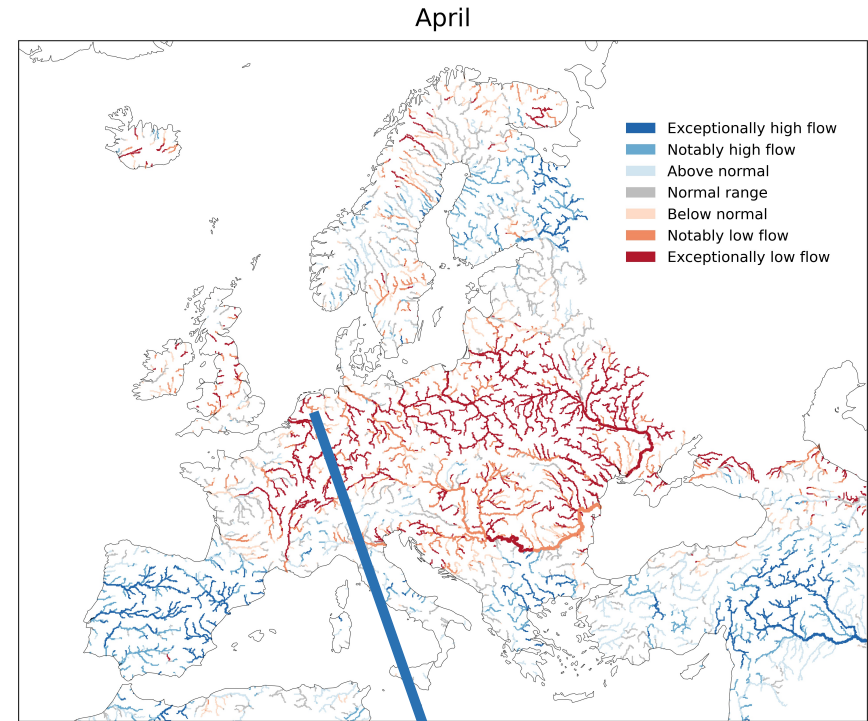 April
Exceptionally high flow
Notably high flow
Above normal
Normal range
Below normal
Notably low flow
Exceptionally low flow